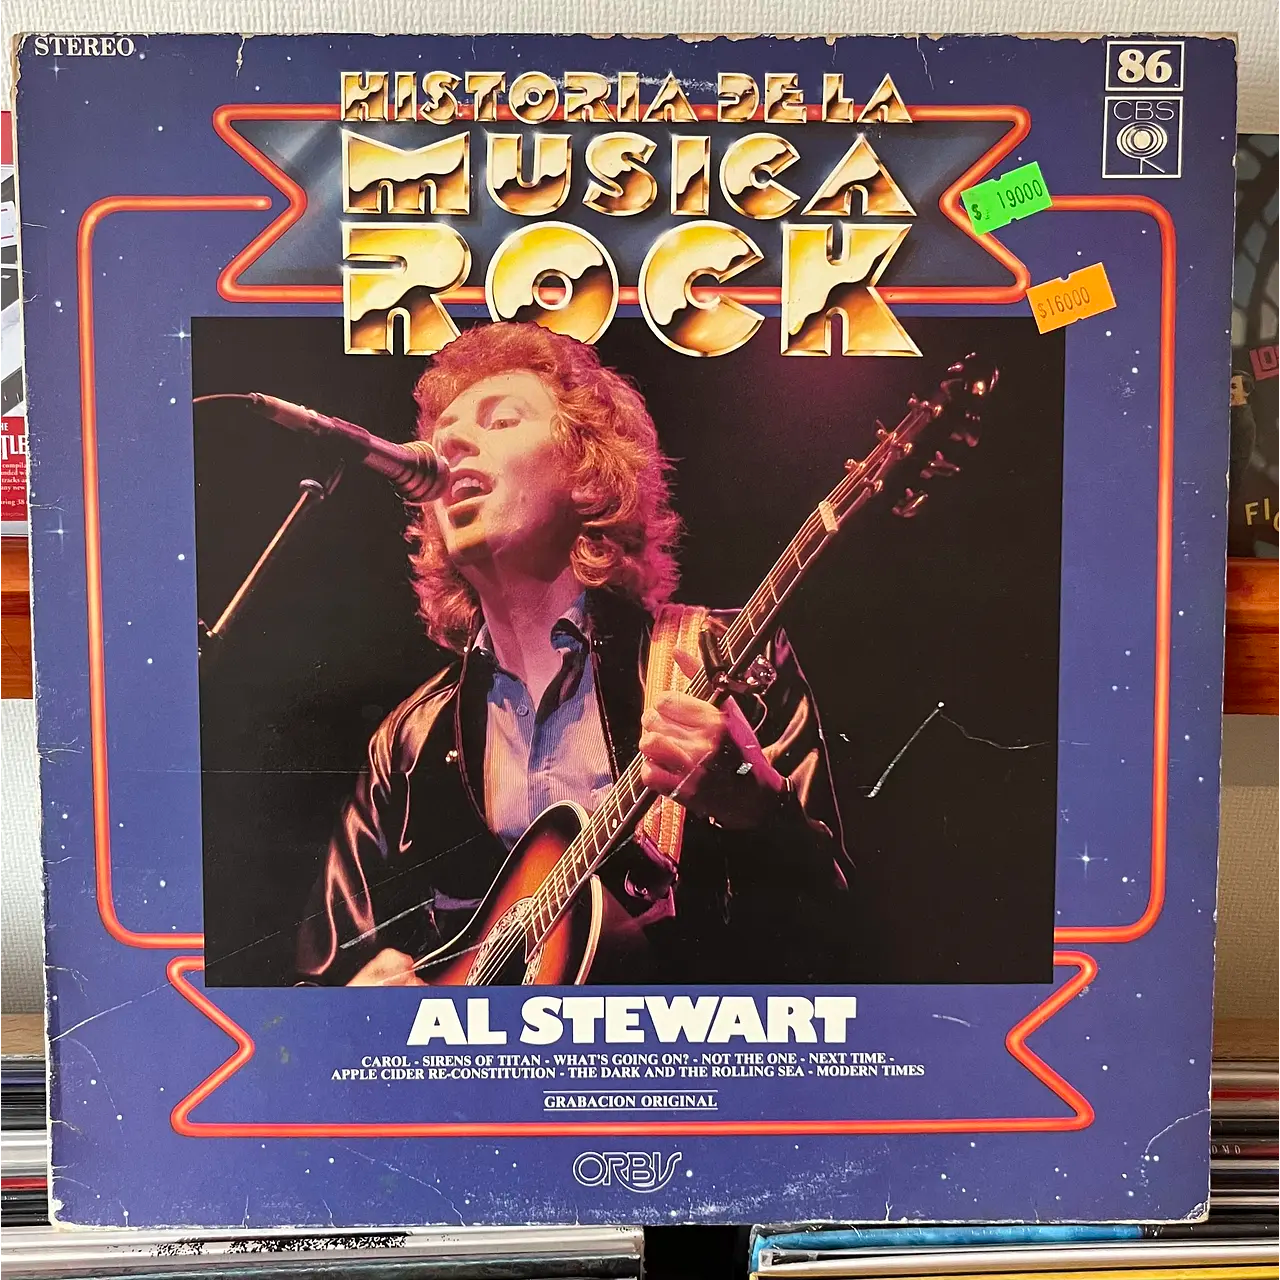 STEREO
86
CBS
HISTORIA DE LA
MUSICA
ROCK
$ 19000
$16000
AL STEWART
CAROL - SIRENS OF TITAN - WHAT'S GOING ON? - NOT THE ONE - NEXT TIME -
APPLE CIDER RE-CONSTITUTION - THE DARK AND THE ROLLING SEA - MODERN TIMES
GRABACION ORIGINAL
ORBIS